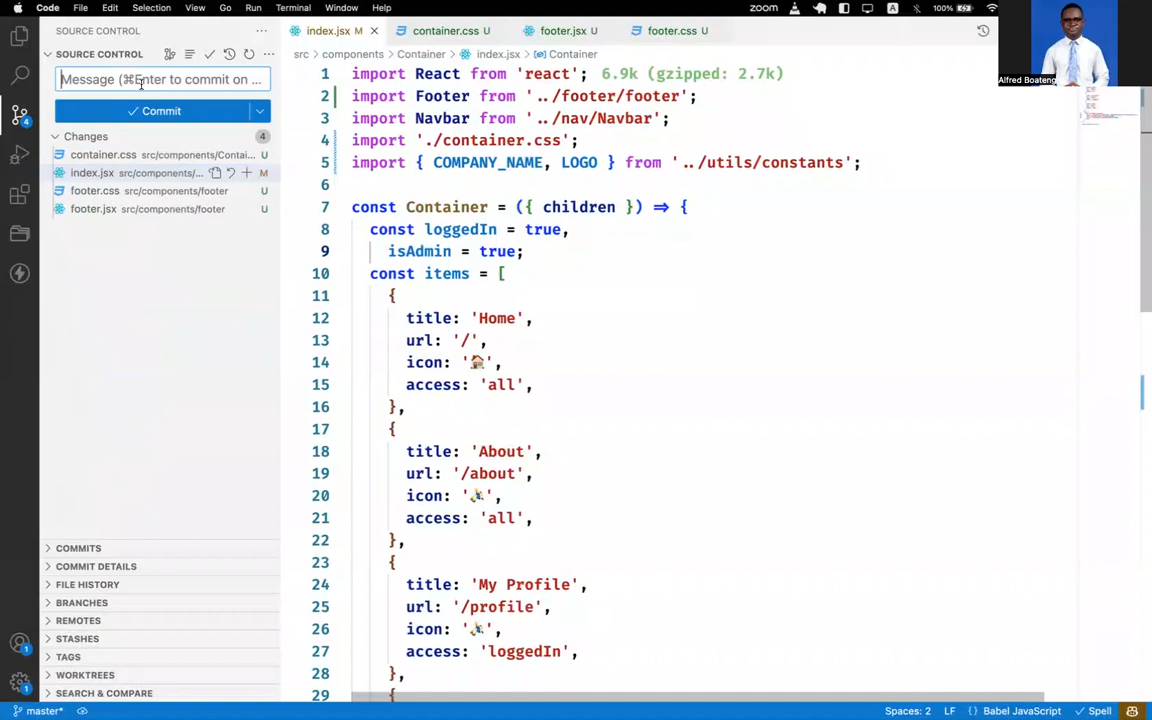 Code File Edit Selection View Go Run Terminal Window Help zoom A 100%
SOURCE CONTROL
SOURCE CONTROL
Message (⌘Enter to commit on ...
Commit
Changes 4
container.css src/components/Contai... U
index.jsx src/components/... M
footer.css src/components/footer U
footer.jsx src/components/footer U
COMMITS
COMMIT DETAILS
FILE HISTORY
BRANCHES
REMOTES
STASHES
TAGS
WORKTREES
SEARCH & COMPARE
4
1
1
index.jsx M container.css U footer.jsx U footer.css U
src > components > Container > index.jsx > Container
1 import React from 'react'; 6.9k (gzipped: 2.7k)
2 import Footer from '../footer/footer';
3 import Navbar from '../nav/Navbar';
4 import './container.css';
5 import { COMPANY_NAME, LOGO } from '../utils/constants';
6
7 const Container = ({ children }) => {
8 const loggedIn = true,
9 isAdmin = true;
10 const items = [
11 {
12 title: 'Home',
13 url: '/',
14 icon: '🏠',
15 access: 'all',
16 },
17 {
18 title: 'About',
19 url: '/about',
20 icon: '',
21 access: 'all',
22 },
23 {
24 title: 'My Profile',
25 url: '/profile',
26 icon: '',
27 access: 'loggedIn',
28 },
29 {
Alfred Boateng
master* Spaces: 2 LF { } Babel JavaScript Spell